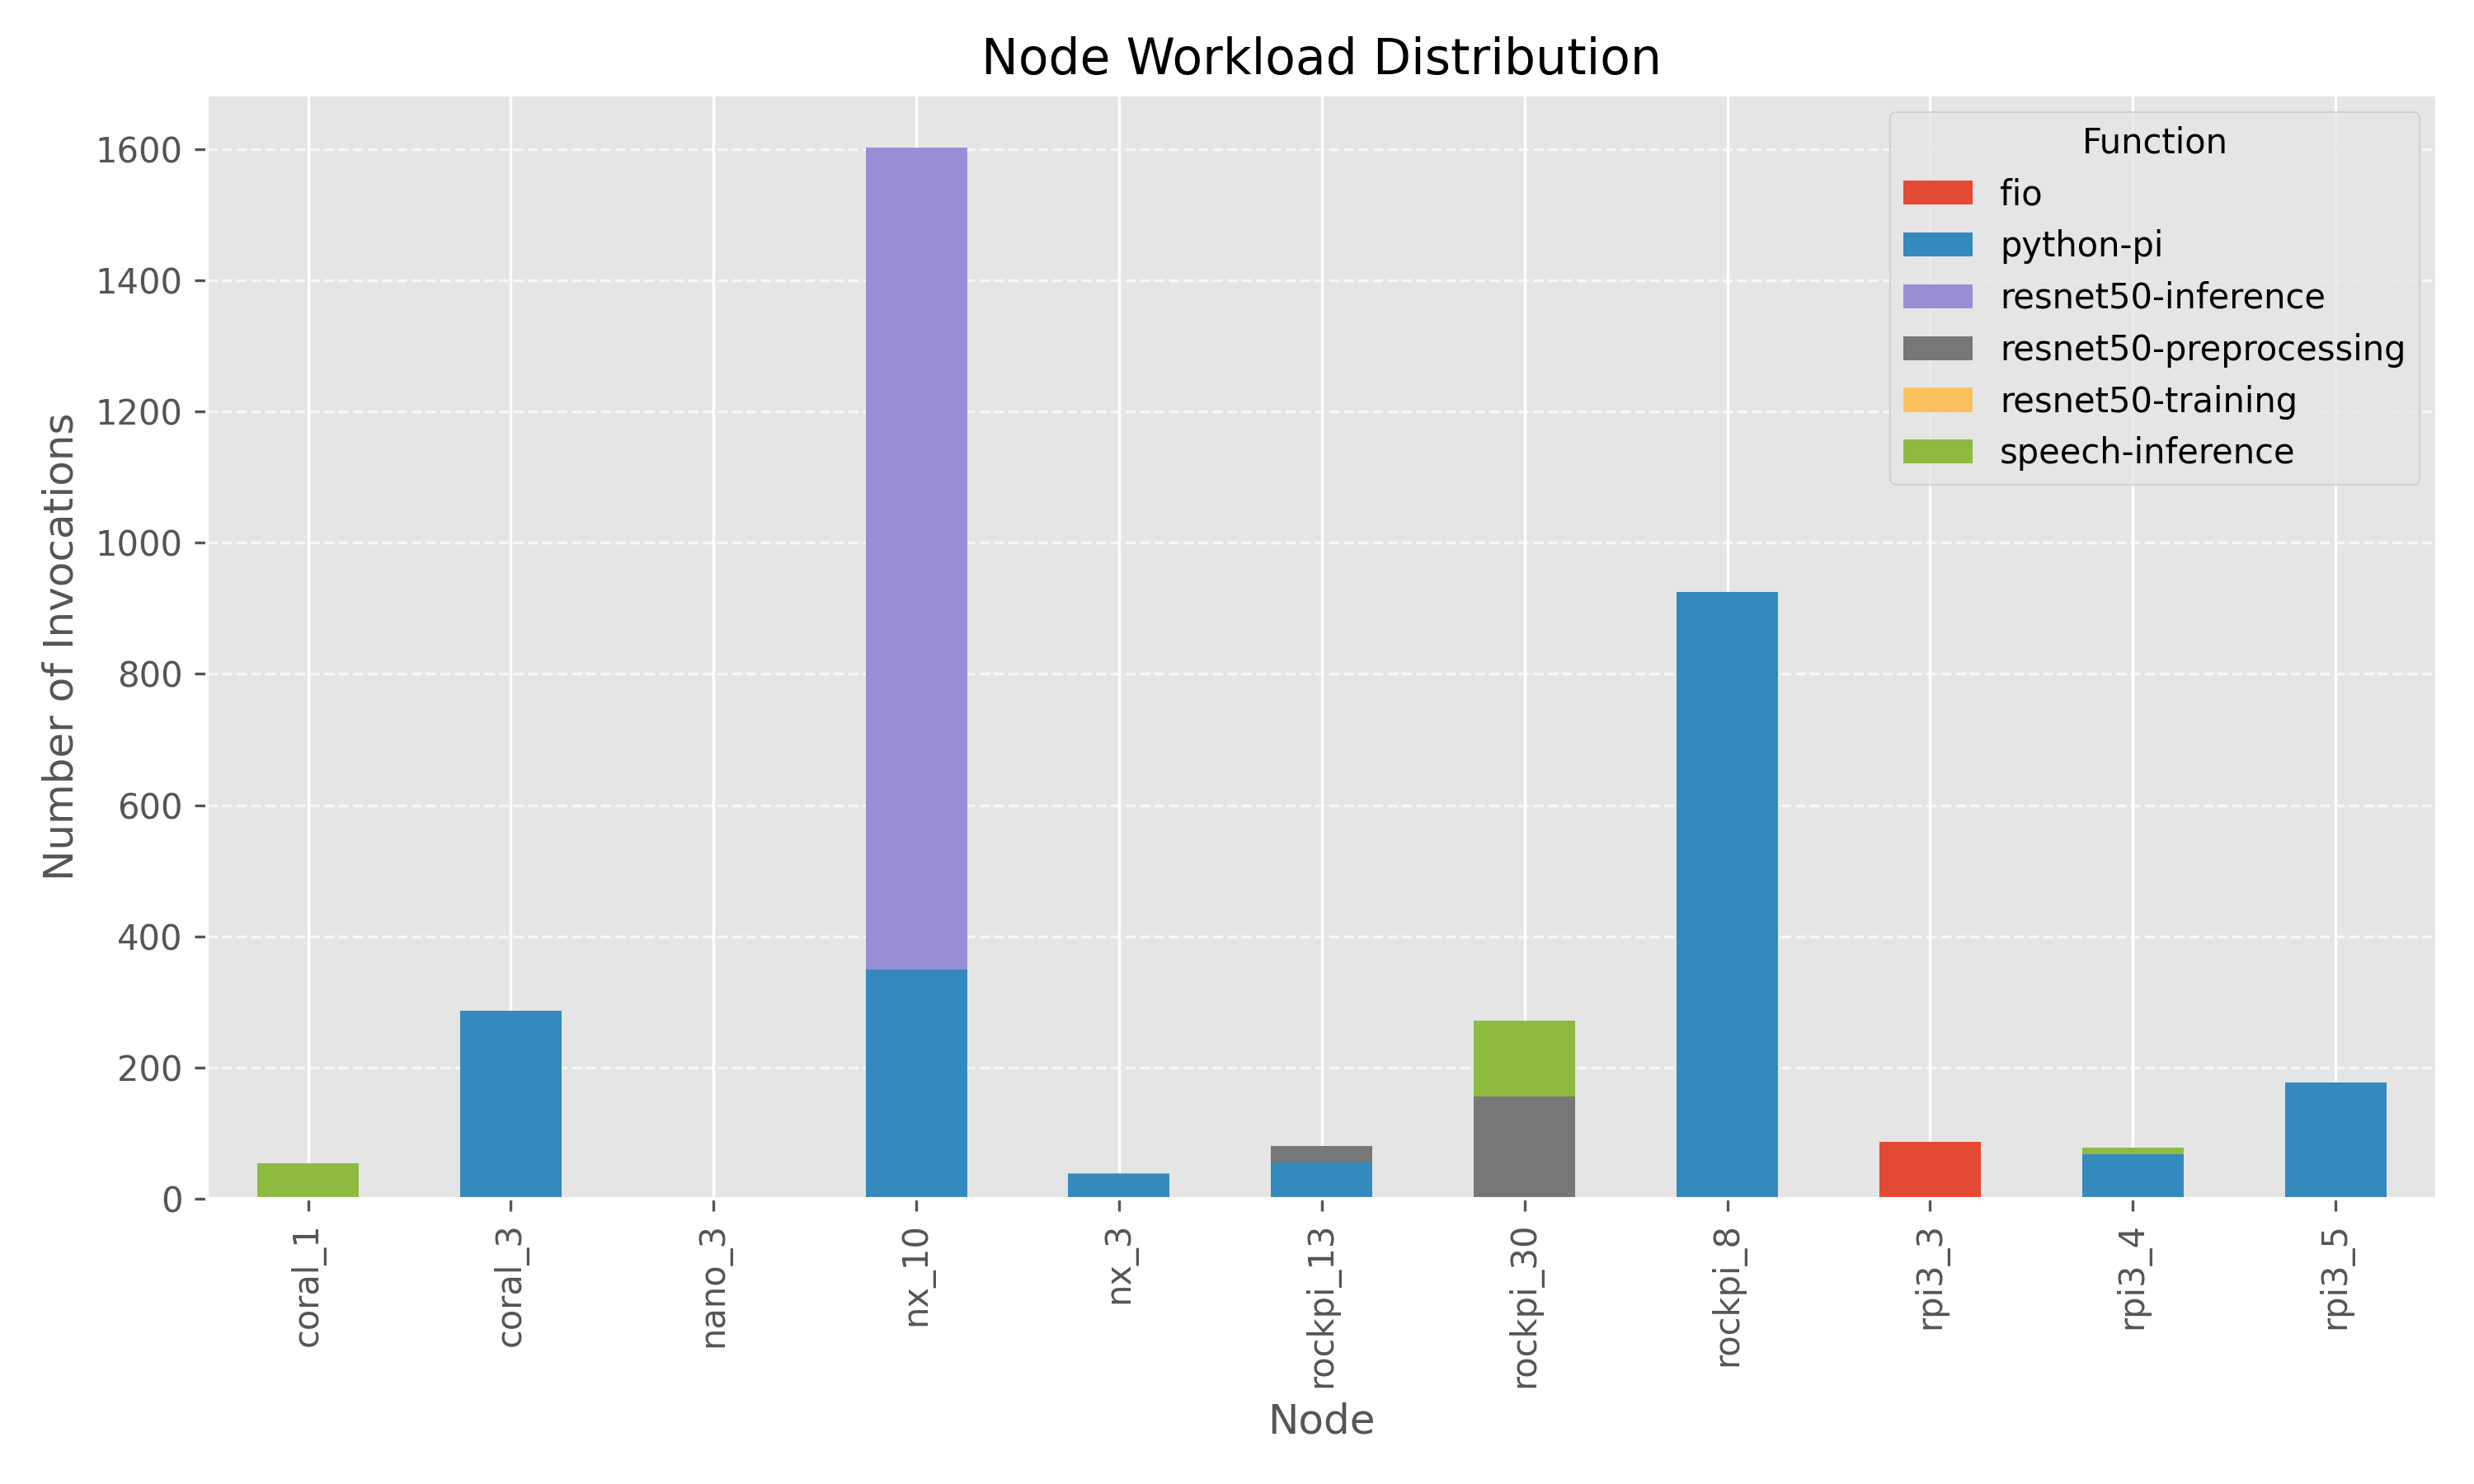 Node Workload Distribution
Number of Invocations
1600
1400
1200
1000
800
600
400
200
0
Function
fio
python-pi
resnet50-inference
resnet50-preprocessing
resnet50-training
speech-inference
coral_1
coral_3
nano_3
nx_10
nx_3
rockpi_13
rockpi_30
rockpi_8
rpi3_3
rpi3_4
rpi3_5
Node